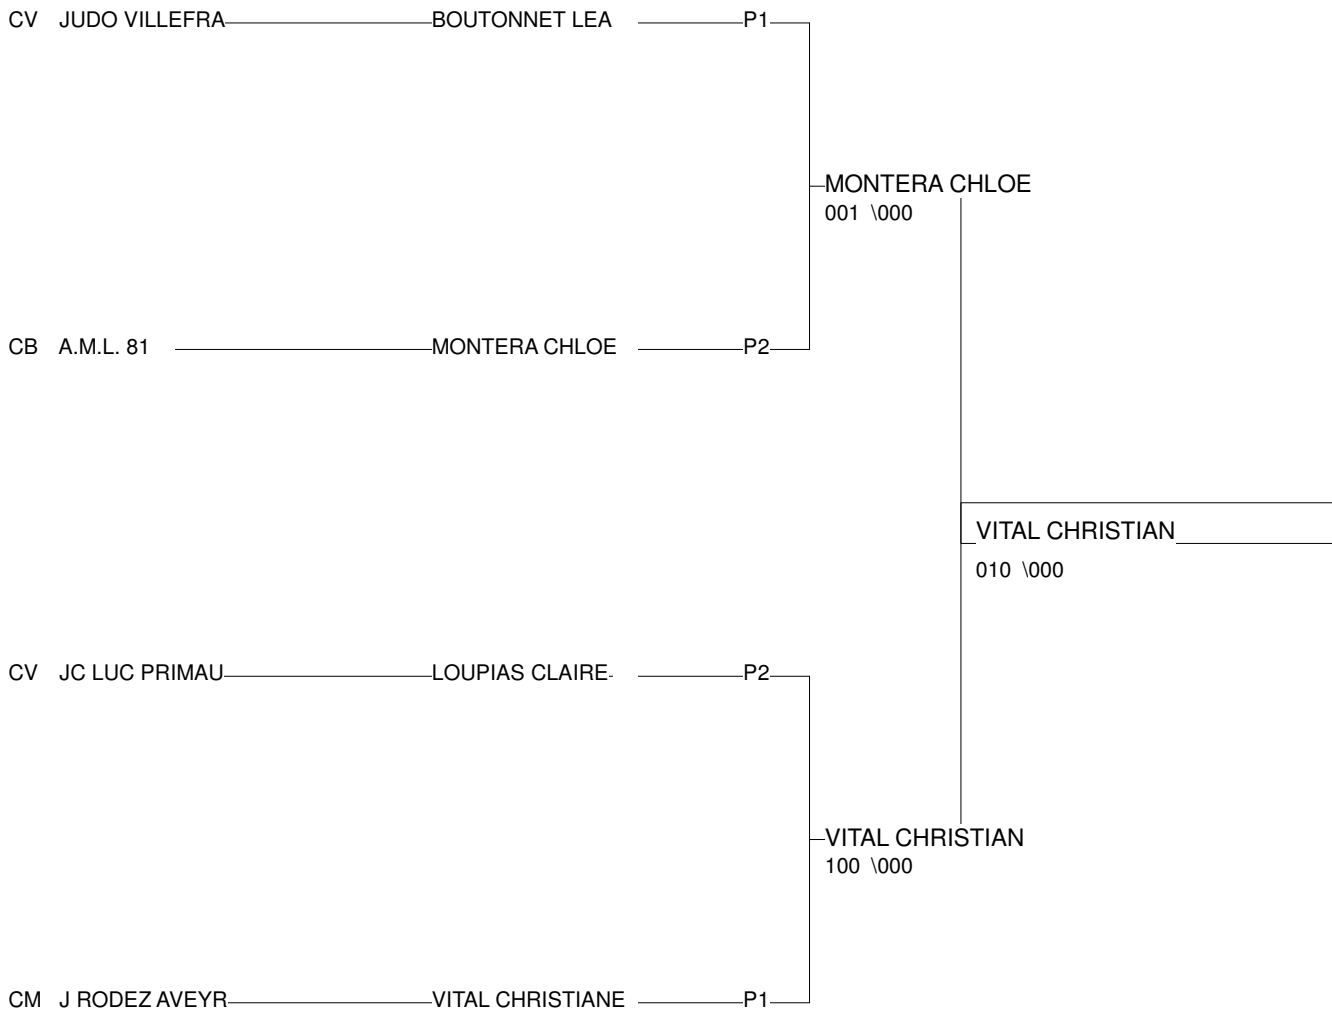 CV JUDO VILLEFRA BOUTONNET LEA P1
MONTERA CHLOE
001 \000
CB A.M.L. 81 MONTERA CHLOE P2
VITAL CHRISTIAN
010 \000
CV JC LUC PRIMAU LOUPIAS CLAIRE P2
VITAL CHRISTIAN
100 \000
CM J RODEZ AVEYR VITAL CHRISTIANE P1